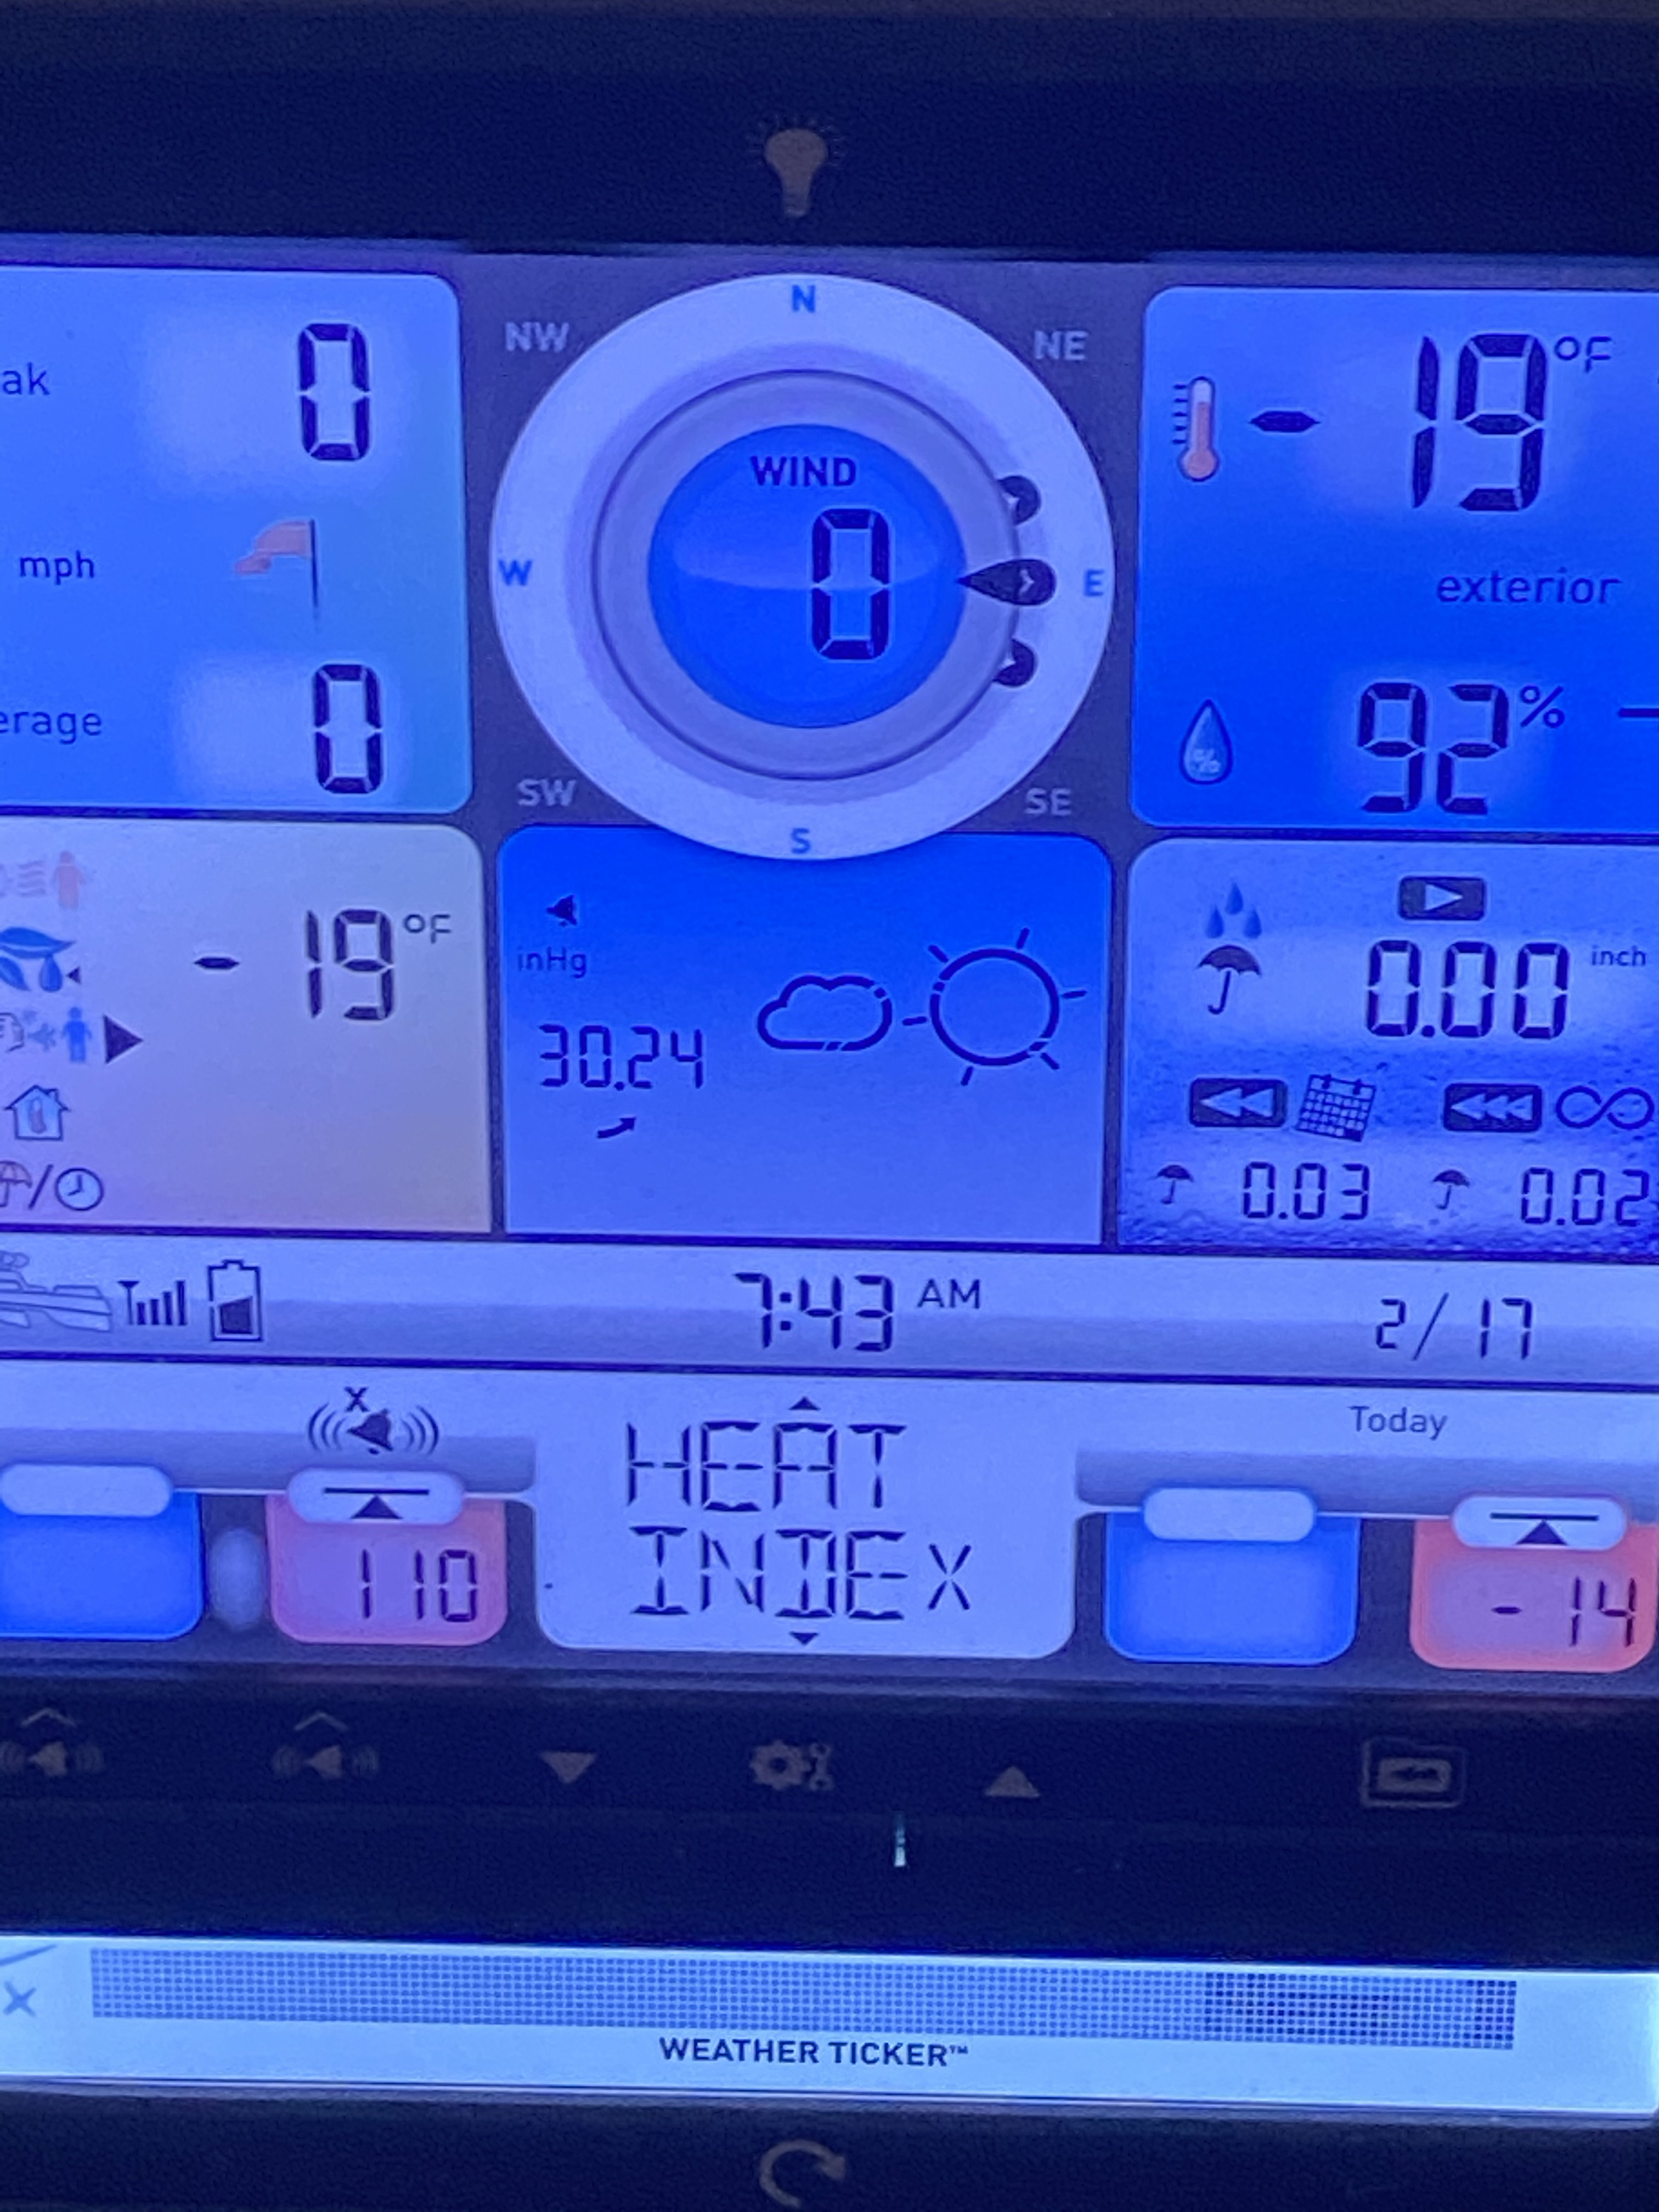 N
NW
NE
ak
0
WIND
0
W
E
- 19 °F
mph
exterior
erage
0
92 %
SW
SE
S
- 19 °F
inHg
30.24
0.00 inch
0.03
0.02
7:43 AM
2/17
Today
HEAT
INDEX
110
- 14
WEATHER TICKER™